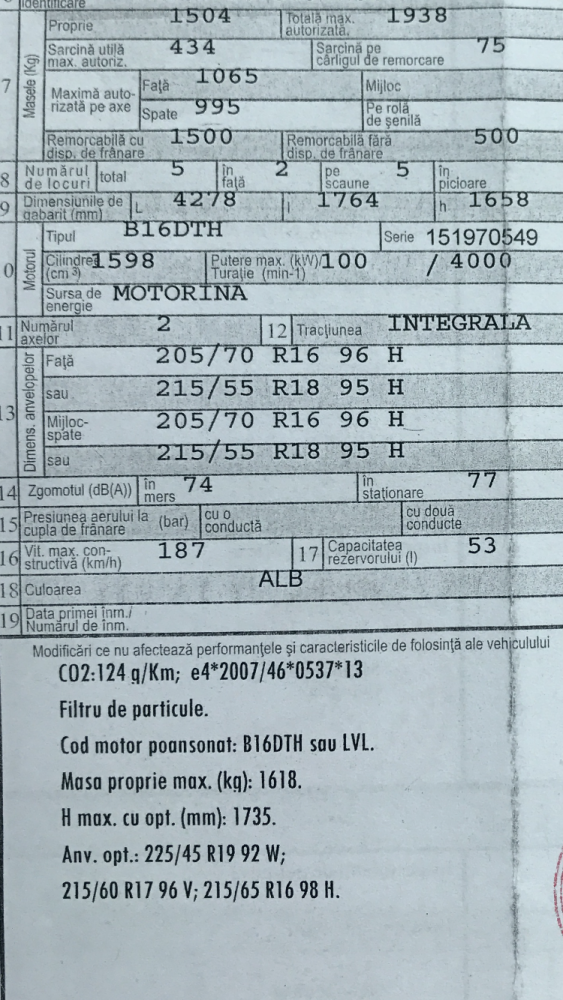 Identificare
Proprie 1504 Totală max. autorizată. 1938
7 Masele (Kg)
Sarcină utilă max. autoriz. 434 Sarcină pe cârligul de remorcare 75
Maximă auto-rizată pe axe Față 1065 Mijloc
Spate 995 Pe rolă de șenilă
Remorcabilă cu disp. de frânare 1500 Remorcabilă fără disp. de frânare 500
8 Numărul de locuri total 5 în față 2 pe scaune 5 în picioare
9 Dimensiunile de gabarit (mm) L 4278 l 1764 h 1658
0 Motorul
Tipul B16DTH Serie 151970549
Cilindree (cm³) 1598 Putere max. (kW)/ Turație (min-1) 100 / 4000
Sursa de energie MOTORINA
11 Numărul axelor 2 12 Tracțiunea INTEGRALA
13 Dimens. anvelopelor
Față 205/70 R16 96 H
sau 215/55 R18 95 H
Mijloc-spate 205/70 R16 96 H
sau 215/55 R18 95 H
14 Zgomotul (dB(A)) în mers 74 în staționare 77
15 Presiunea aerului la cupla de frânare (bar) cu o conductă cu două conducte
16 Vit. max. con-structivă (km/h) 187 17 Capacitatea rezervorului (l) 53
18 Culoarea ALB
19 Data primei înm./ Numărul de înm.
Modificări ce nu afectează performanțele și caracteristicile de folosință ale vehiculului
CO2:124 g/Km; e4*2007/46*0537*13
Filtru de particule.
Cod motor poansonat: B16DTH sau LVL.
Masa proprie max. (kg): 1618.
H max. cu opt. (mm): 1735.
Anv. opt.: 225/45 R19 92 W;
215/60 R17 96 V; 215/65 R16 98 H.